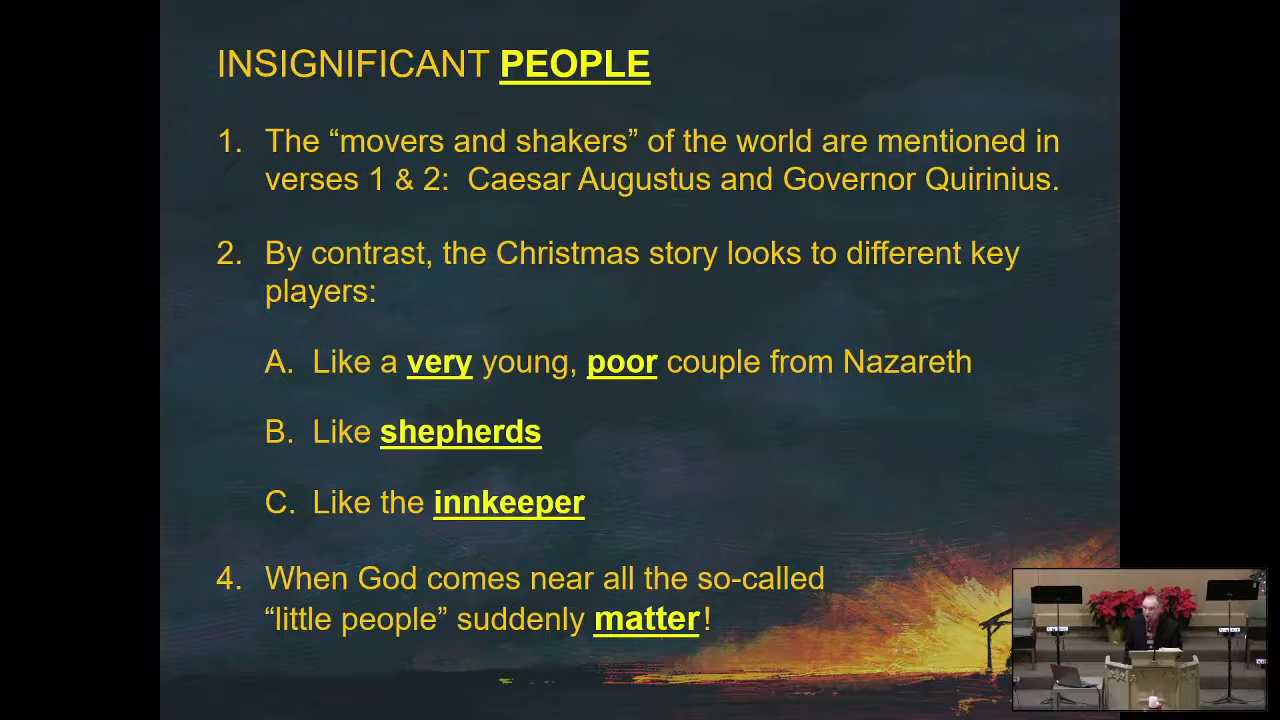 INSIGNIFICANT PEOPLE
1. The “movers and shakers” of the world are mentioned in
verses 1 & 2: Caesar Augustus and Governor Quirinius.
2. By contrast, the Christmas story looks to different key
players:
A. Like a very young, poor couple from Nazareth
B. Like shepherds
C. Like the innkeeper
4. When God comes near all the so-called
“little people” suddenly matter!